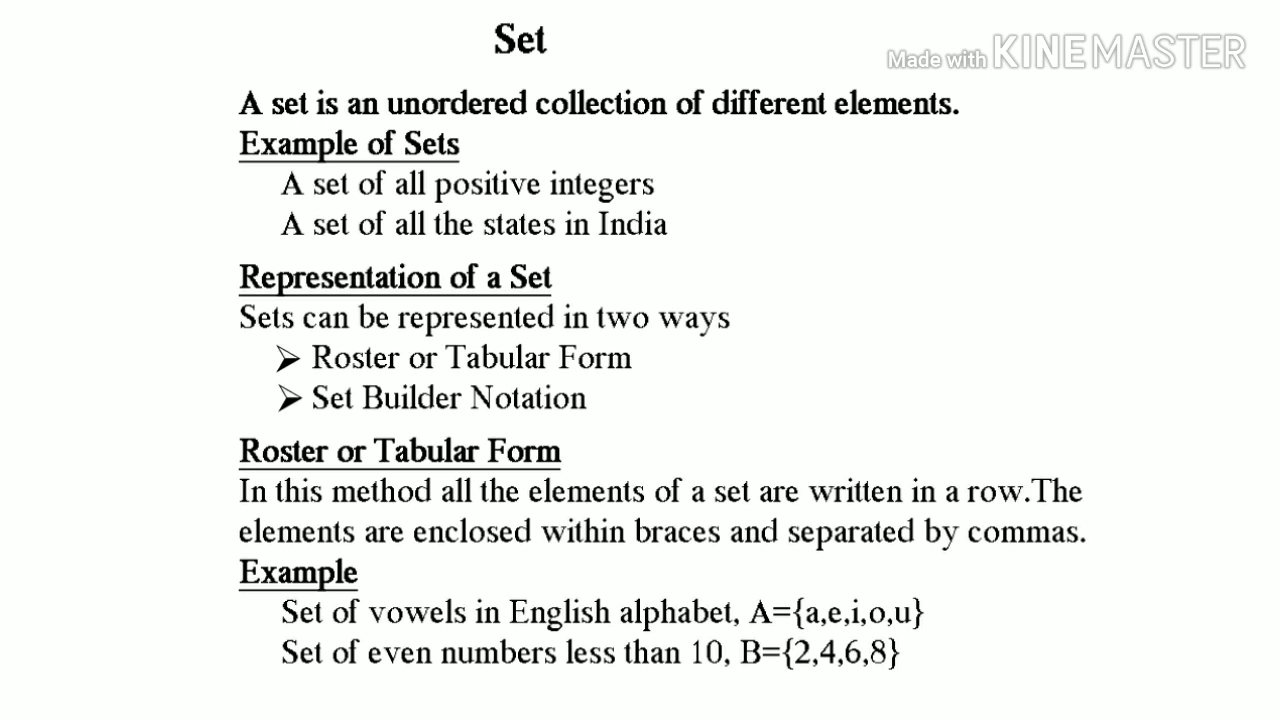 Set
Made with KINEMASTER
A set is an unordered collection of different elements.
Example of Sets
A set of all positive integers
A set of all the states in India
Representation of a Set
Sets can be represented in two ways
➢ Roster or Tabular Form
➢ Set Builder Notation
Roster or Tabular Form
In this method all the elements of a set are written in a row.The
elements are enclosed within braces and separated by commas.
Example
Set of vowels in English alphabet, A={a,e,i,o,u}
Set of even numbers less than 10, B={2,4,6,8}